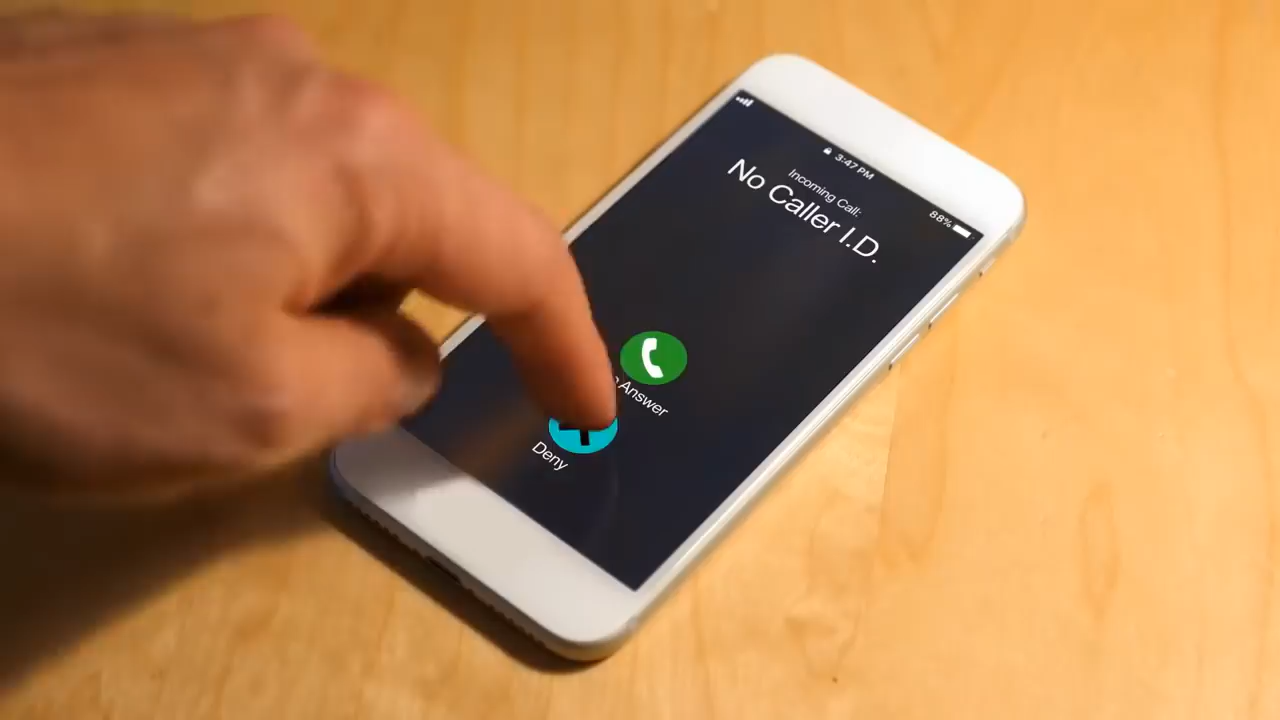 3:47 PM
88%
Incoming Call:
No Caller I.D.
Answer
Deny